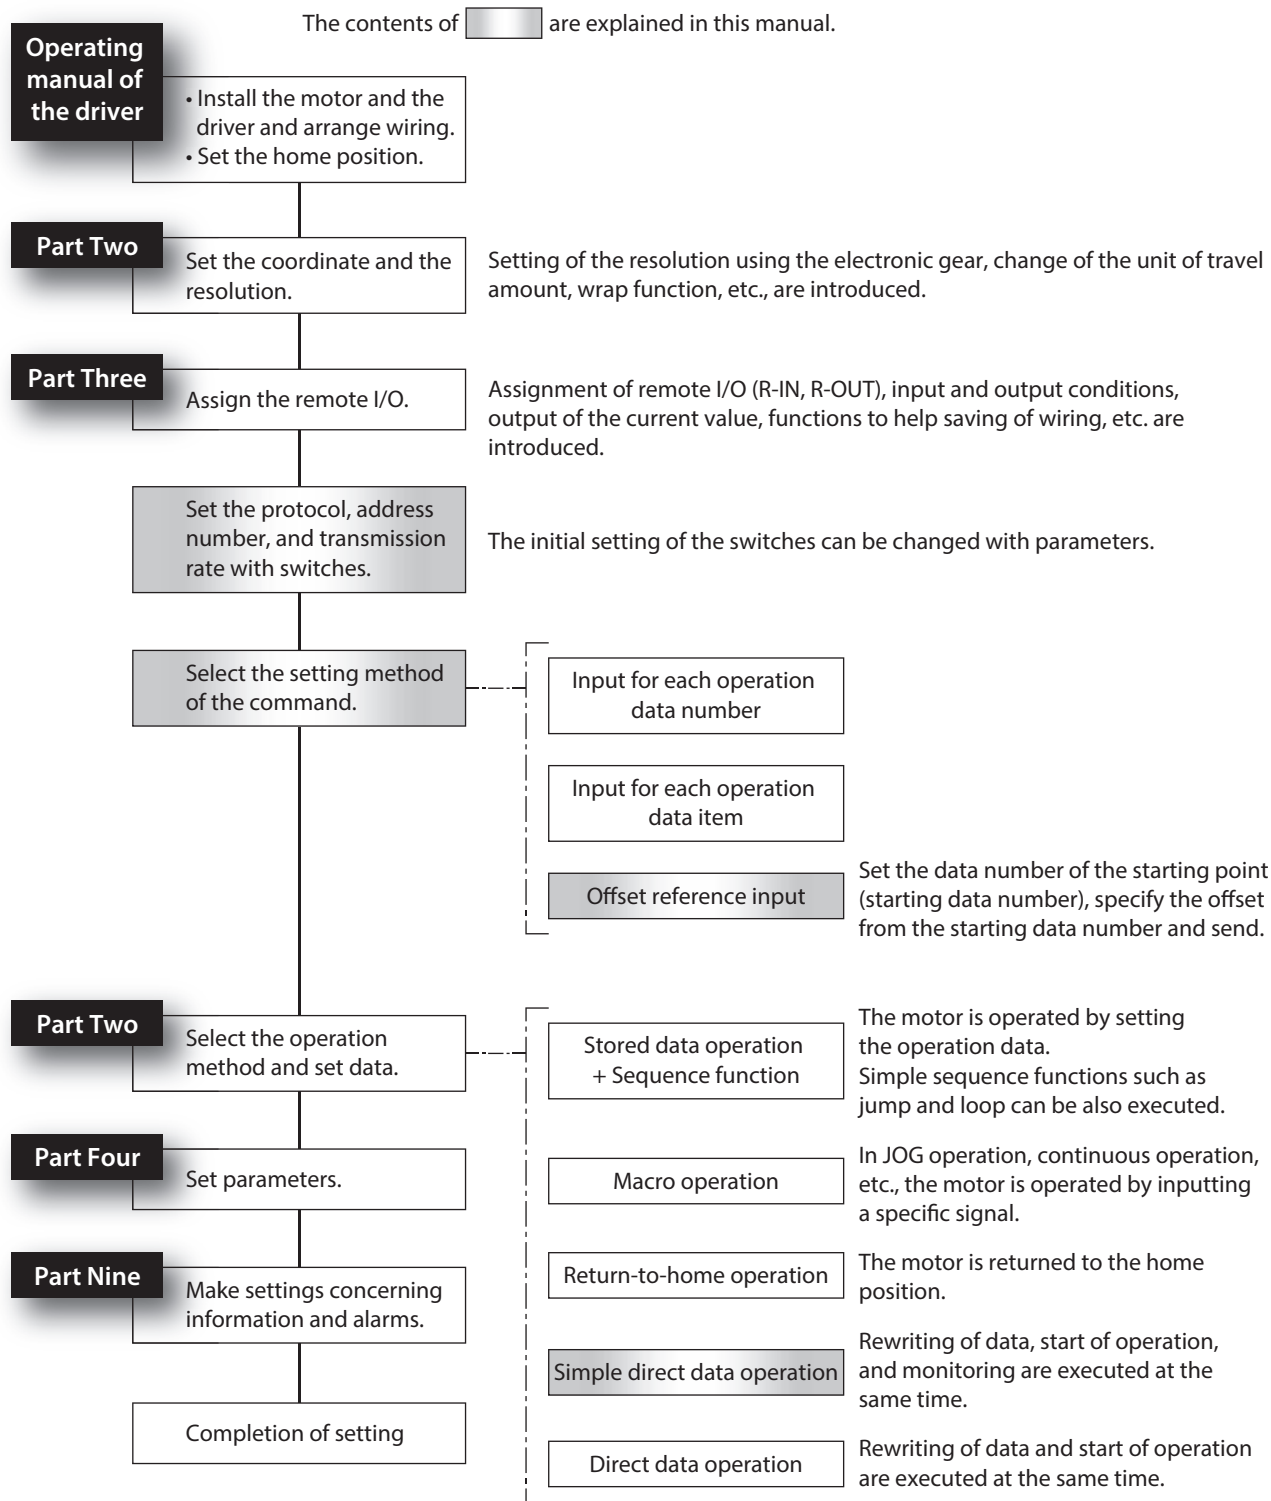 The contents of
are explained in this manual.
Operating
manual of
the driver
• Install the motor and the
driver and arrange wiring.
• Set the home position.
Part Two
Set the coordinate and the
resolution.
Setting of the resolution using the electronic gear, change of the unit of travel
amount, wrap function, etc., are introduced.
Part Three
Assign the remote I/O.
Assignment of remote I/O (R-IN, R-OUT), input and output conditions,
output of the current value, functions to help saving of wiring, etc. are
introduced.
Set the protocol, address
number, and transmission
rate with switches.
The initial setting of the switches can be changed with parameters.
Select the setting method
of the command.
Input for each operation
data number
Input for each operation
data item
Offset reference input
Set the data number of the starting point
(starting data number), specify the offset
from the starting data number and send.
Part Two
Select the operation
method and set data.
Stored data operation
+ Sequence function
The motor is operated by setting
the operation data.
Simple sequence functions such as
jump and loop can be also executed.
Part Four
Set parameters.
Macro operation
In JOG operation, continuous operation,
etc., the motor is operated by inputting
a specific signal.
Part Nine
Make settings concerning
information and alarms.
Return-to-home operation
The motor is returned to the home
position.
Simple direct data operation
Rewriting of data, start of operation,
and monitoring are executed at the
same time.
Completion of setting
Direct data operation
Rewriting of data and start of operation
are executed at the same time.